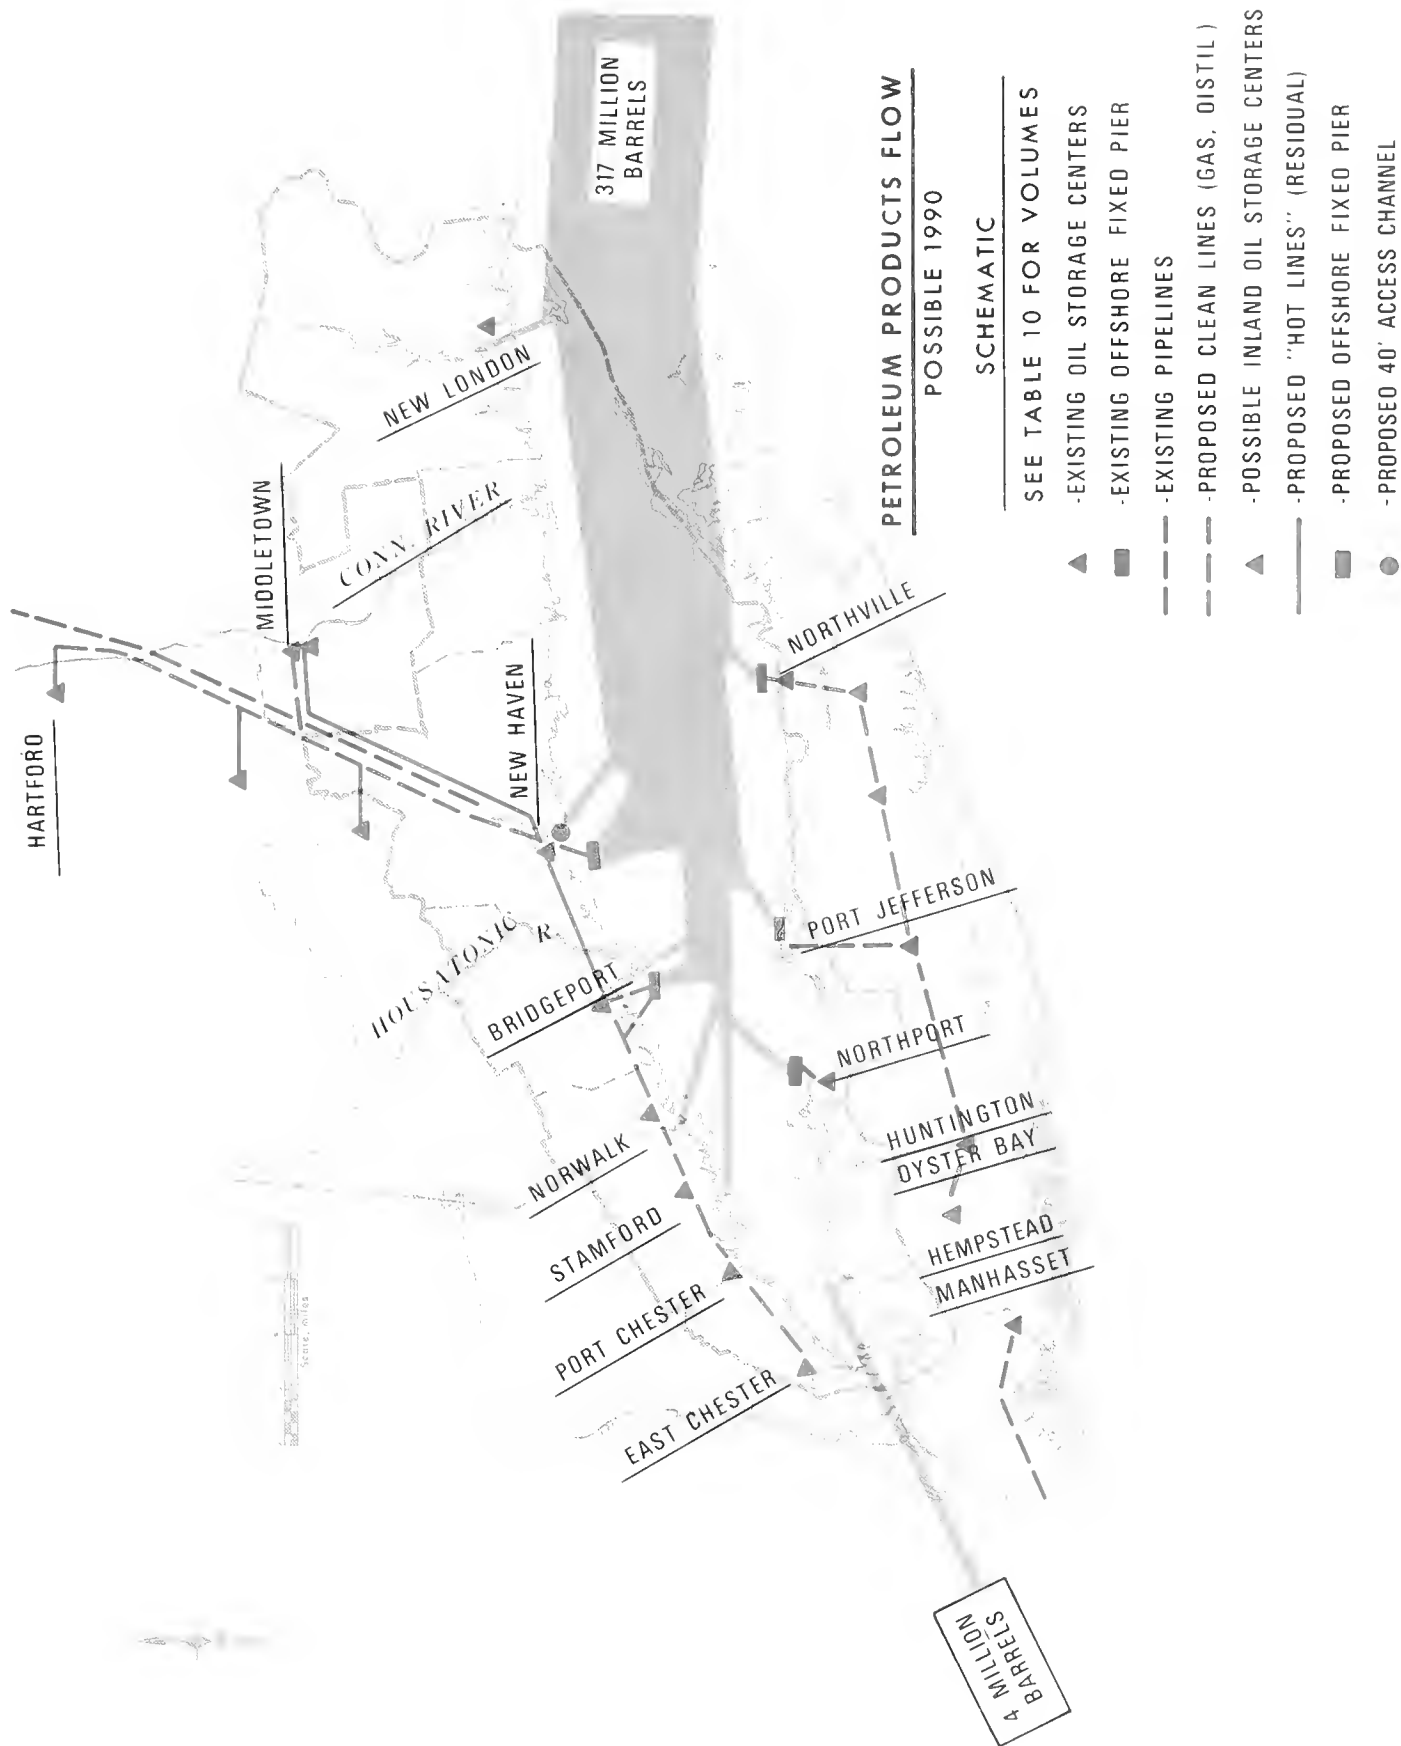 HARTFORD
MIDDLETOWN
CONN. RIVER
NEW LONDON
317 MILLION
BARRELS
NEW HAVEN
HOUSATONIC
R.
BRIDGEPORT
NORWALK
STAMFORD
PORT CHESTER
EAST CHESTER
NORTHVILLE
PORT JEFFERSON
NORTHPORT
HUNTINGTON
OYSTER BAY
HEMPSTEAD
MANHASSET
4 MILLION
BARRELS
Scale, miles
PETROLEUM PRODUCTS FLOW
POSSIBLE 1990
SCHEMATIC
SEE TABLE 10 FOR VOLUMES
-EXISTING OIL STORAGE CENTERS
-EXISTING OFFSHORE FIXED PIER
-EXISTING PIPELINES
-PROPOSED CLEAN LINES (GAS, DISTIL)
-POSSIBLE INLAND OIL STORAGE CENTERS
-PROPOSED "HOT LINES" (RESIDUAL)
-PROPOSED OFFSHORE FIXED PIER
-PROPOSED 40' ACCESS CHANNEL